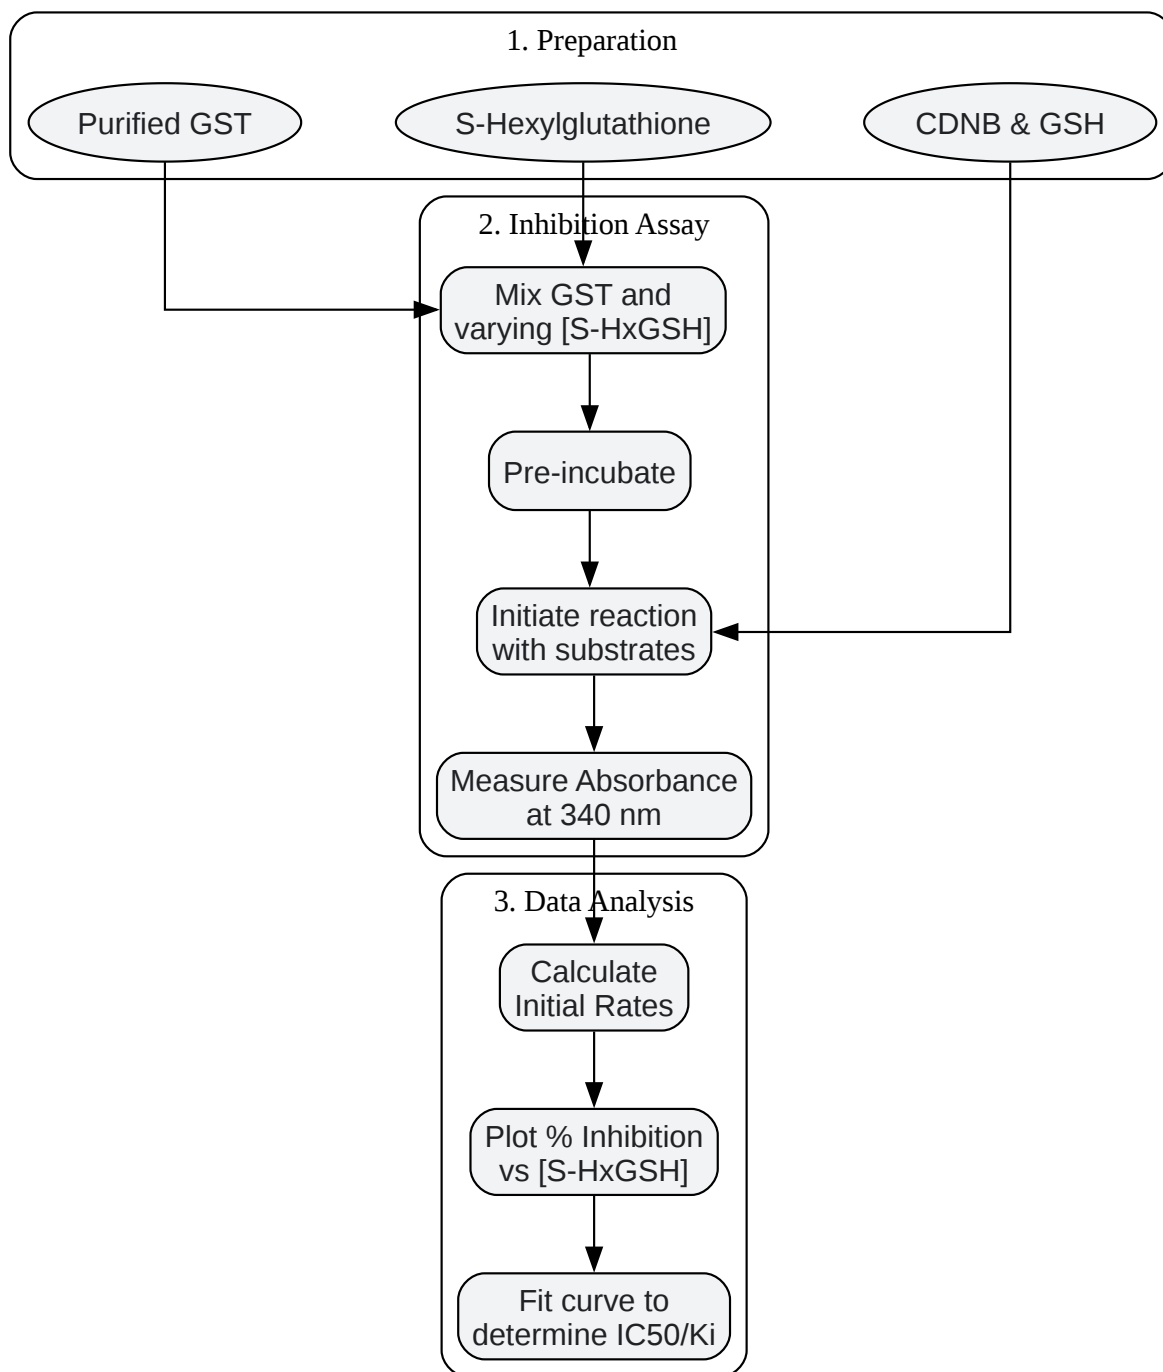 1. Preparation
Purified GST
S-Hexylglutathione
CDNB & GSH
2. Inhibition Assay
Mix GST and
varying [S-HxGSH]
Pre-incubate
Initiate reaction
with substrates
Measure Absorbance
at 340 nm
3. Data Analysis
Calculate
Initial Rates
Plot % Inhibition
vs [S-HxGSH]
Fit curve to
determine IC50/Ki